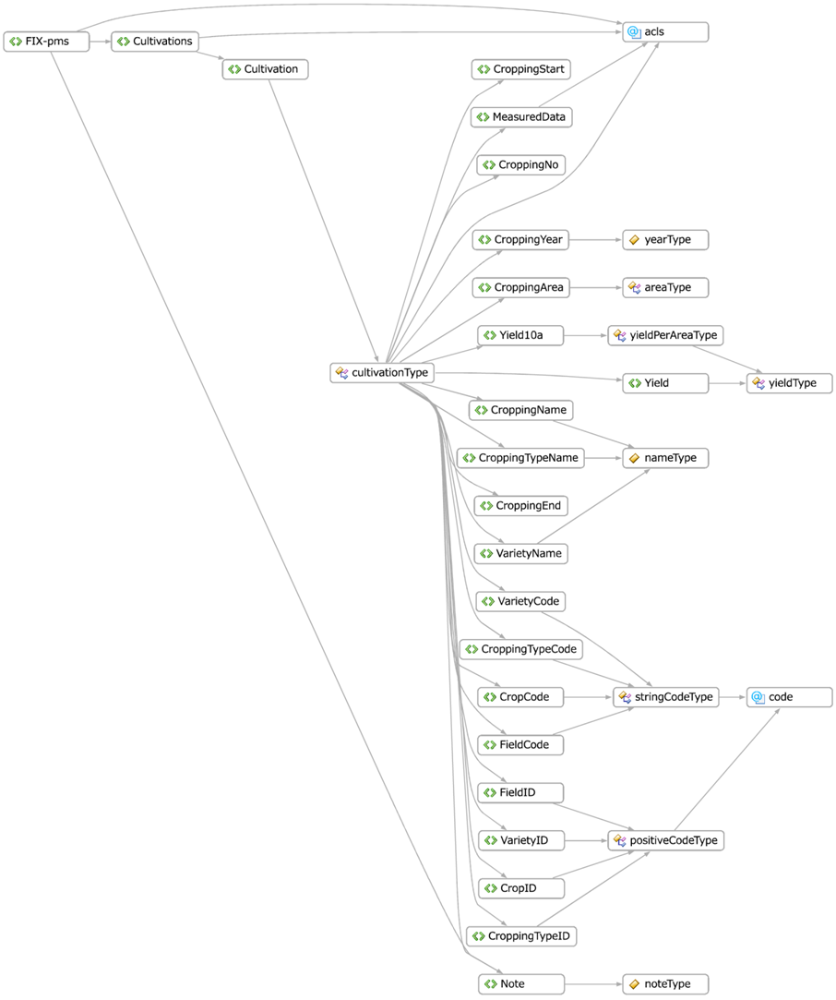 acls
FIX-pms
Cultivations
Cultivation
CroppingStart
MeasuredData
CroppingNo
CroppingYear
yearType
CroppingArea
areaType
Yield10a
yieldPerAreaType
cultivationType
Yield
yieldType
CroppingName
CroppingTypeName
nameType
CroppingEnd
VarietyName
VarietyCode
CroppingTypeCode
CropCode
stringCodeType
code
FieldCode
FieldID
VarietyID
positiveCodeType
CropID
CroppingTypeID
Note
noteType